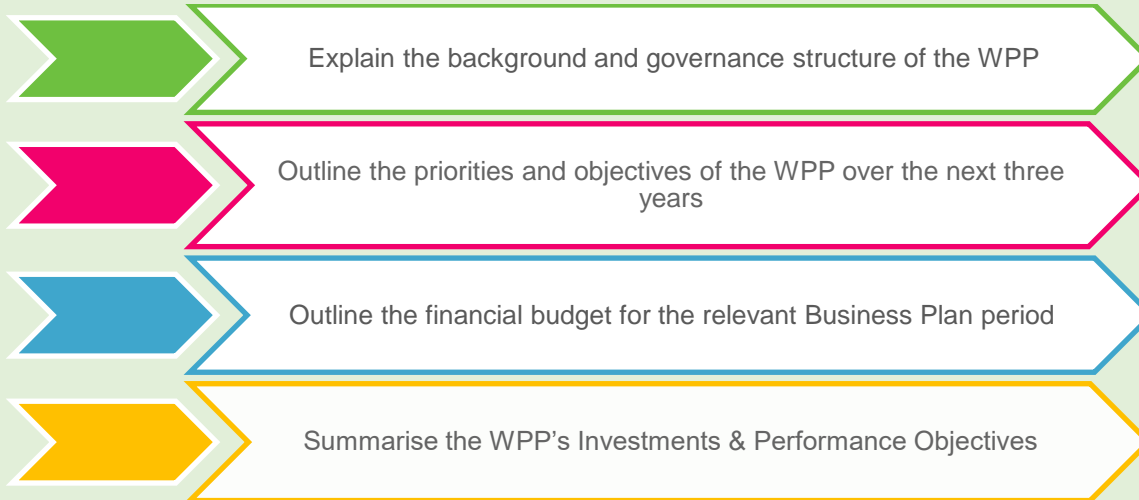 Explain the background and governance structure of the WPP
Outline the priorities and objectives of the WPP over the next three
years
Outline the financial budget for the relevant Business Plan period
Summarise the WPP’s Investments & Performance Objectives